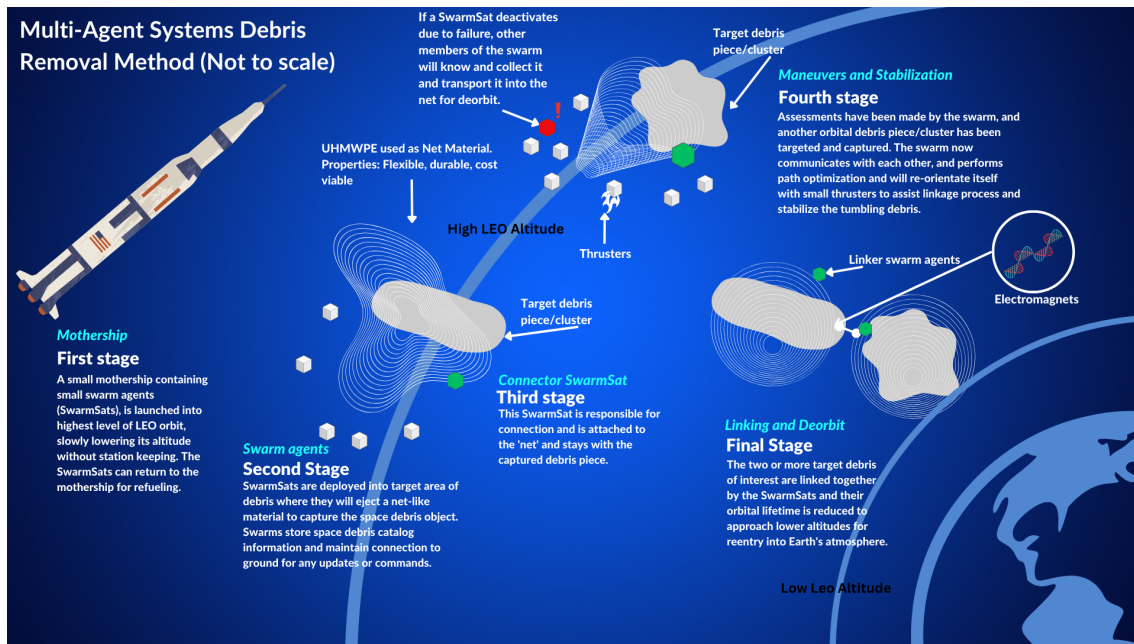 Multi-Agent Systems Debris
Removal Method (Not to scale)
If a SwarmSat deactivates
due to failure, other
members of the swarm
will know and collect it
and transport it into the
net for deorbit.
!
Target debris
piece/cluster
Maneuvers and Stabilization
Fourth stage
Assessments have been made by the swarm, and
another orbital debris piece/cluster has been
targeted and captured. The swarm now
communicates with each other, and performs
path optimization and will re-orientate itself
with small thrusters to assist linkage process and
stabilize the tumbling debris.
UHMWPE used as Net Material.
Properties: Flexible, durable, cost
viable
High LEO Altitude
Thrusters
Linker swarm agents
Electromagnets
Target debris
piece/cluster
Mothership
First stage
A small mothership containing
small swarm agents
(SwarmSats), is launched into
highest level of LEO orbit,
slowly lowering its altitude
without station keeping. The
SwarmSats can return to the
mothership for refueling.
Swarm agents
Second Stage
SwarmSats are deployed into target area of
debris where they will eject a net-like
material to capture the space debris object.
Swarms store space debris catalog
information and maintain connection to
ground for any updates or commands.
Connector SwarmSat
Third stage
This SwarmSat is responsible for
connection and is attached to
the 'net' and stays with the
captured debris piece.
Linking and Deorbit
Final Stage
The two or more target debris
of interest are linked together
by the SwarmSats and their
orbital lifetime is reduced to
approach lower altitudes for
reentry into Earth's atmosphere.
Low Leo Altitude